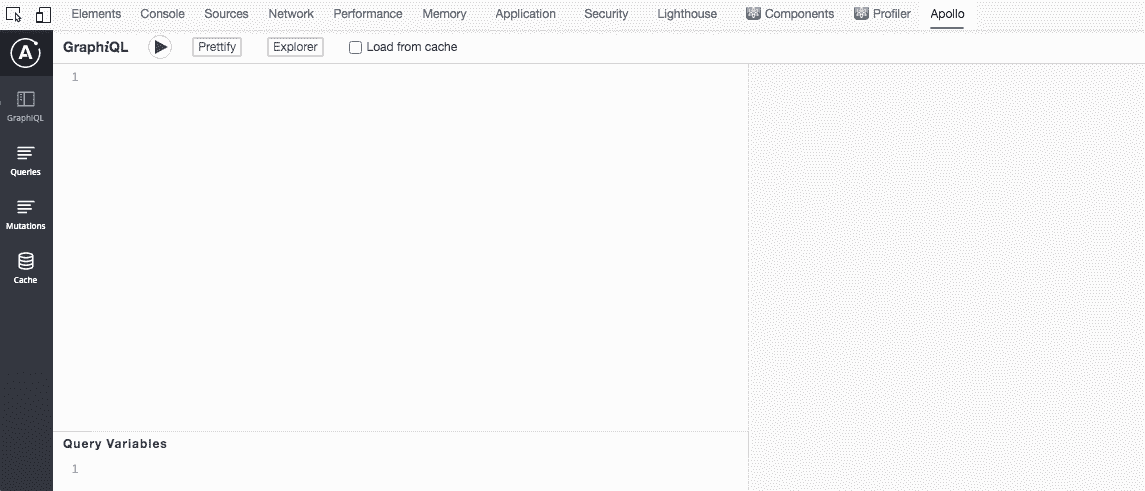 Elements Console Sources Network Performance Memory Application Security Lighthouse Components Profiler Apollo
A GraphiQL Prettify Explorer Load from cache
1
GraphiQL
Queries
Mutations
Cache
Query Variables
1